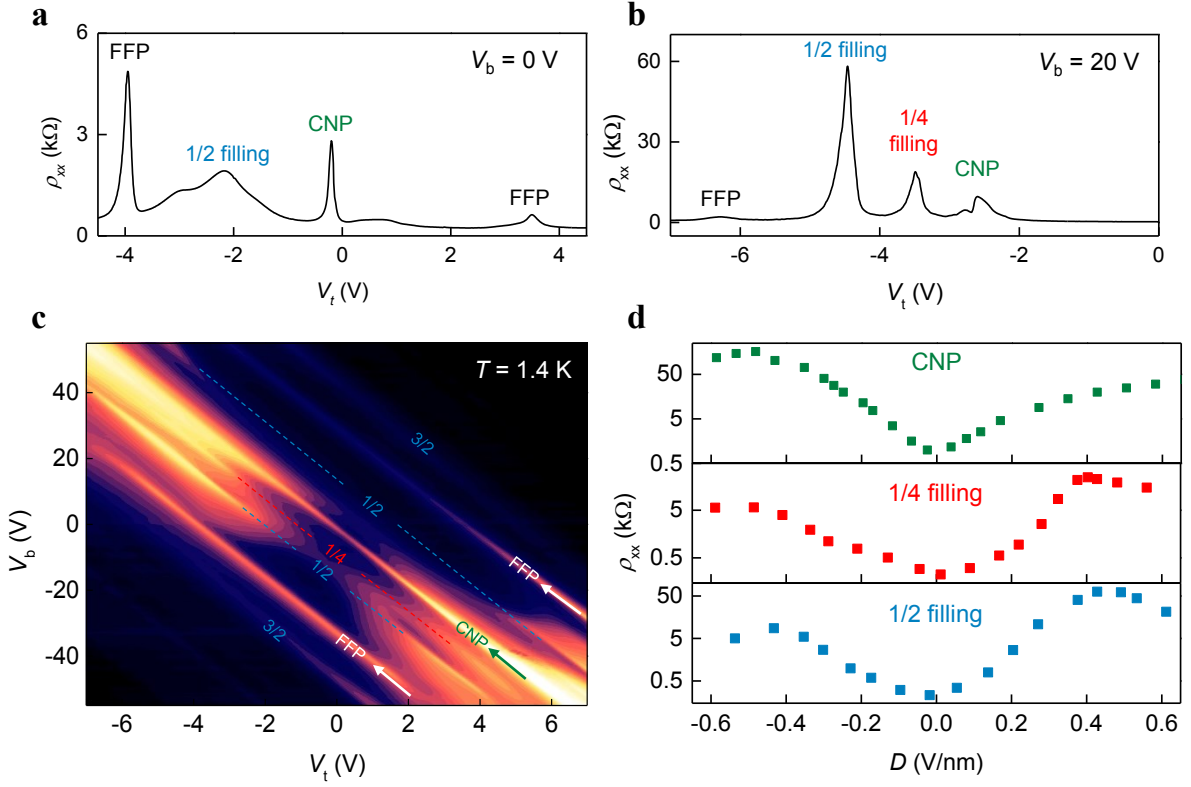 a
FFP
V_b = 0 V
1/2 filling
CNP
FFP
6
3
0
ρ_xx (kΩ)
-4 -2 0 2 4
V_t (V)
b
1/2 filling
V_b = 20 V
1/4
filling
CNP
FFP
60
30
0
ρ_xx (kΩ)
-6 -4 -2 0
V_t (V)
c
T = 1.4 K
3/2
1/2
1/4
1/2
3/2
FFP
FFP
CNP
40
20
0
-20
-40
V_b (V)
-6 -4 -2 0 2 4 6
V_t (V)
d
CNP
50
5
0.5
1/4 filling
5
0.5
1/2 filling
50
5
0.5
ρ_xx (kΩ)
-0.6 -0.4 -0.2 0.0 0.2 0.4 0.6
D (V/nm)